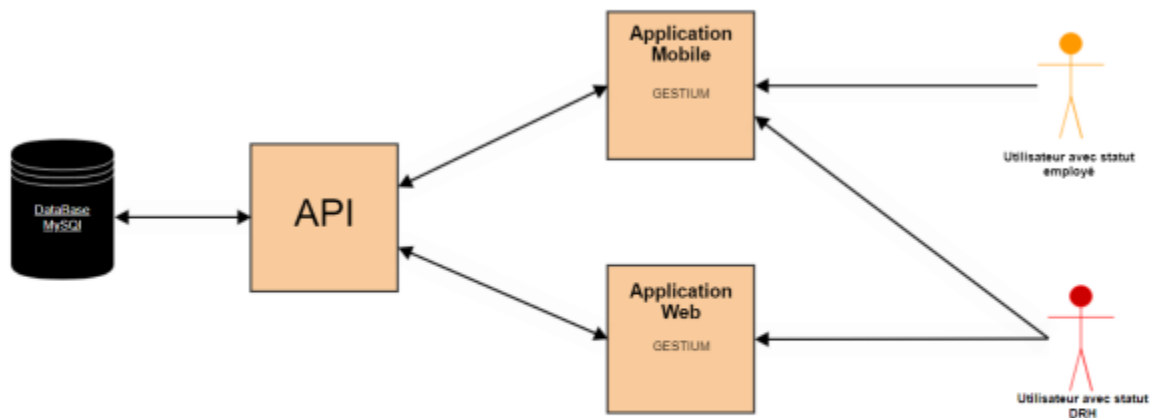 DataBase
MySQl
API
Application
Mobile
GESTIUM
Application
Web
GESTIUM
Utilisateur avec statut
employé
Utilisateur avec statut
DRH